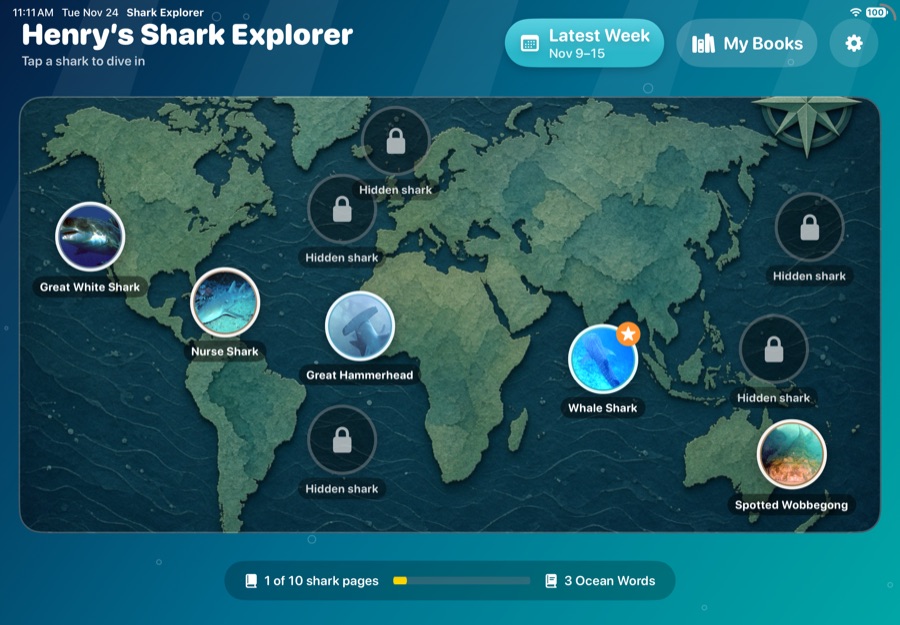 11:11 AM Tue Nov 24 Shark Explorer
100
Henry's Shark Explorer
Tap a shark to dive in
Latest Week
Nov 9–15
My Books
Hidden shark
Hidden shark
Hidden shark
Great White Shark
Nurse Shark
Great Hammerhead
Hidden shark
Whale Shark
Hidden shark
Spotted Wobbegong
1 of 10 shark pages
3 Ocean Words